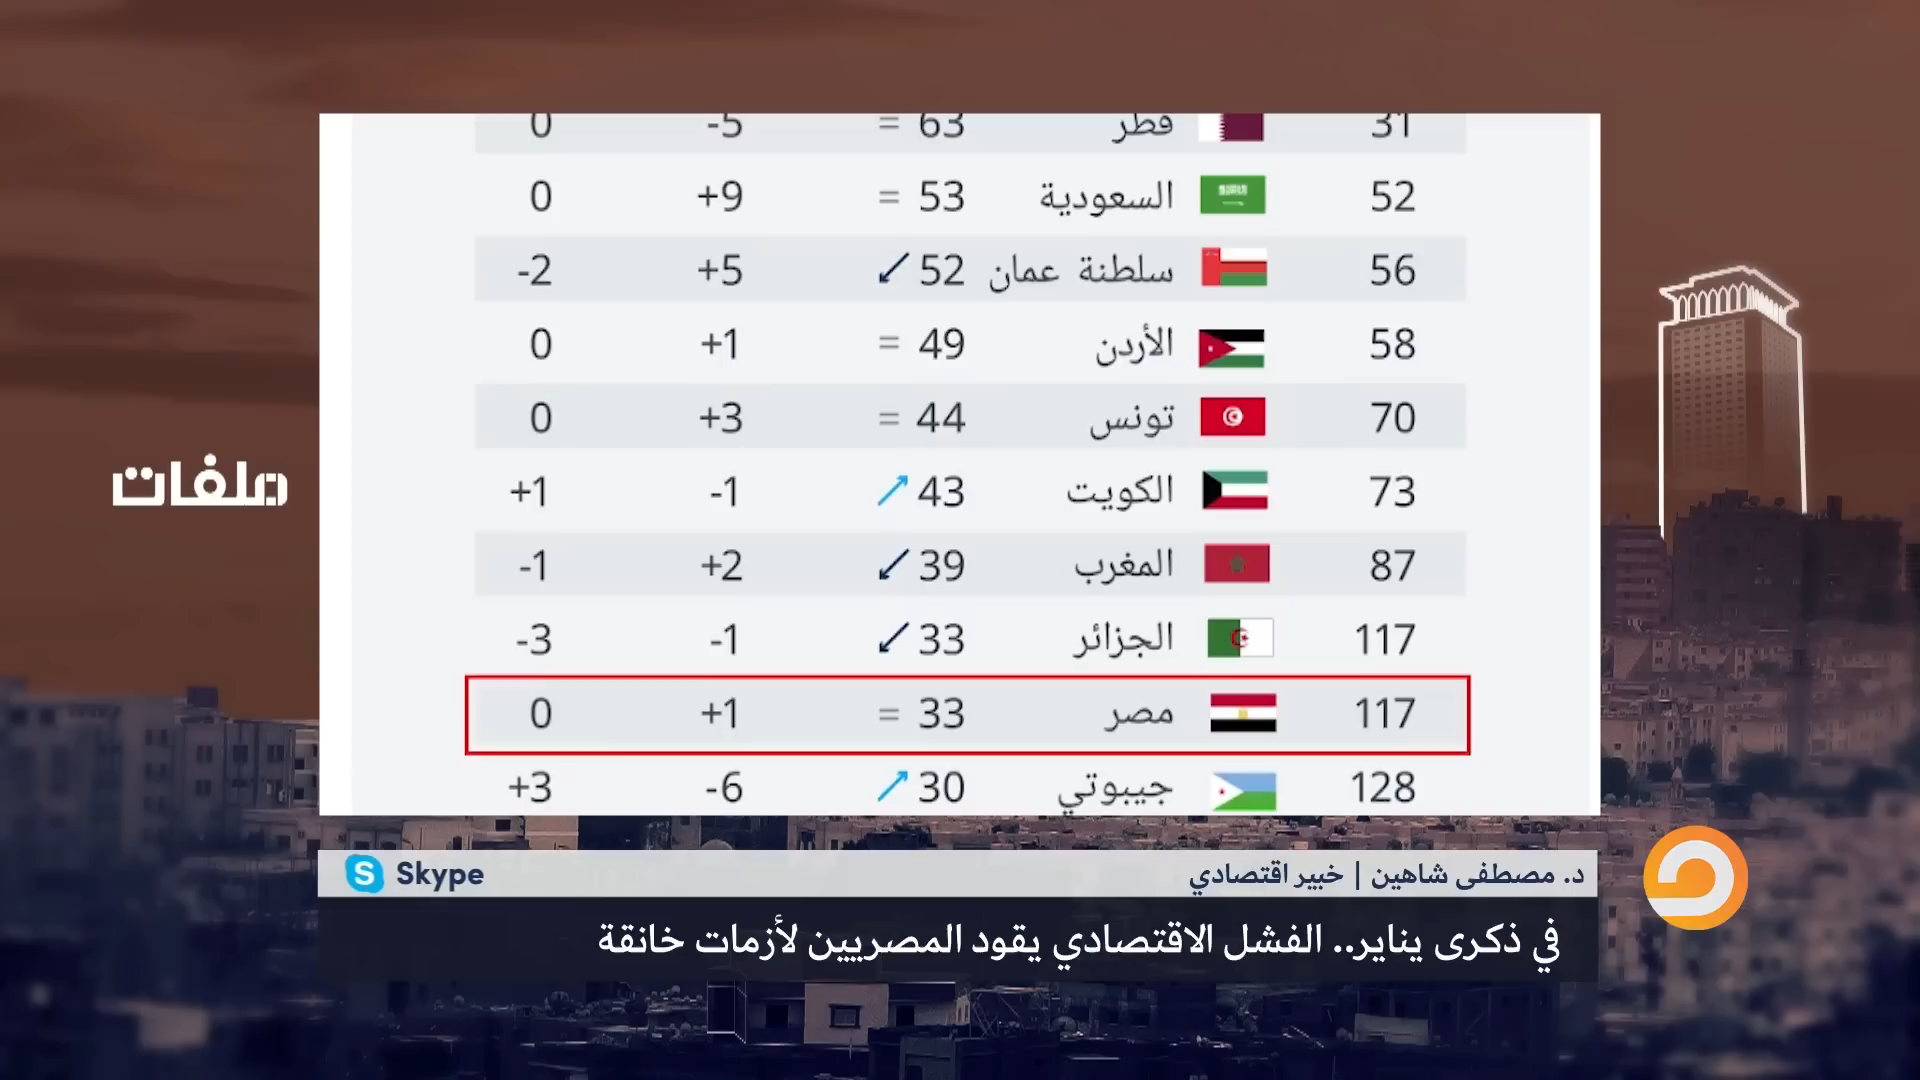 31 قطر 63 = -5 0
52 السعودية 53 = +9 0
56 سلطنة عمان 52 ↙ +5 -2
58 الأردن 49 = +1 0
70 تونس 44 = +3 0
73 الكويت 43 ↗ -1 +1
87 المغرب 39 ↙ +2 -1
117 الجزائر 33 ↙ -1 -3
117 مصر 33 = +1 0
128 جيبوتي 30 ↗ -6 +3
ملفات
د. مصطفى شاهين | خبير اقتصادي
Skype
في ذكرى يناير.. الفشل الاقتصادي يقود المصريين لأزمات خانقة